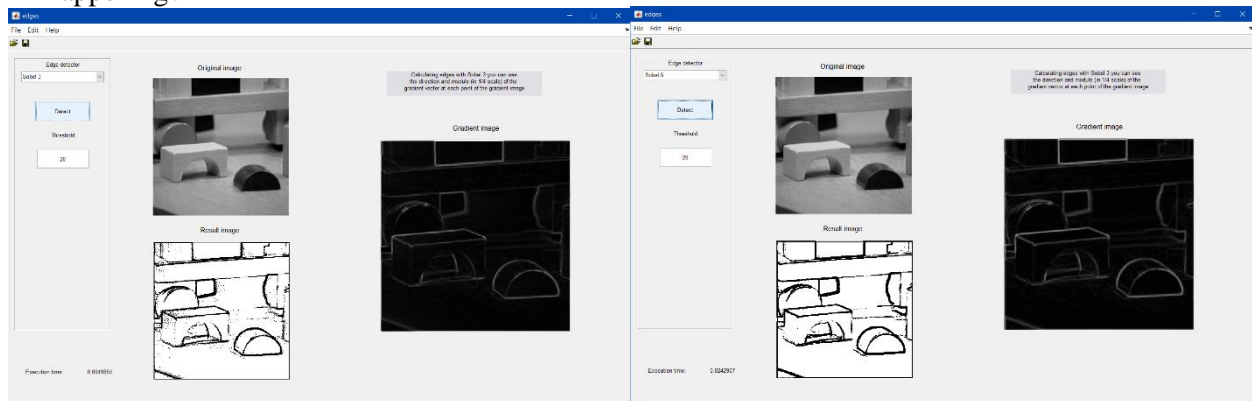 edges
File Edit Help
Edge detector
Sobel 3
Detect
Threshold
20
Original image
Result image
Calculating edges with Sobel 3 you can see
the direction and module (in 1/4 scale) of the
gradient vector at each point of the gradient image
Gradient image
Execution time:
edges
File Edit Help
Edge detector
Sobel 5
Detect
Threshold
20
Original image
Result image
Calculating edges with Sobel 3 you can see
the direction and module (in 1/4 scale) of the
gradient vector at each point of the gradient image
Gradient image
Execution time: